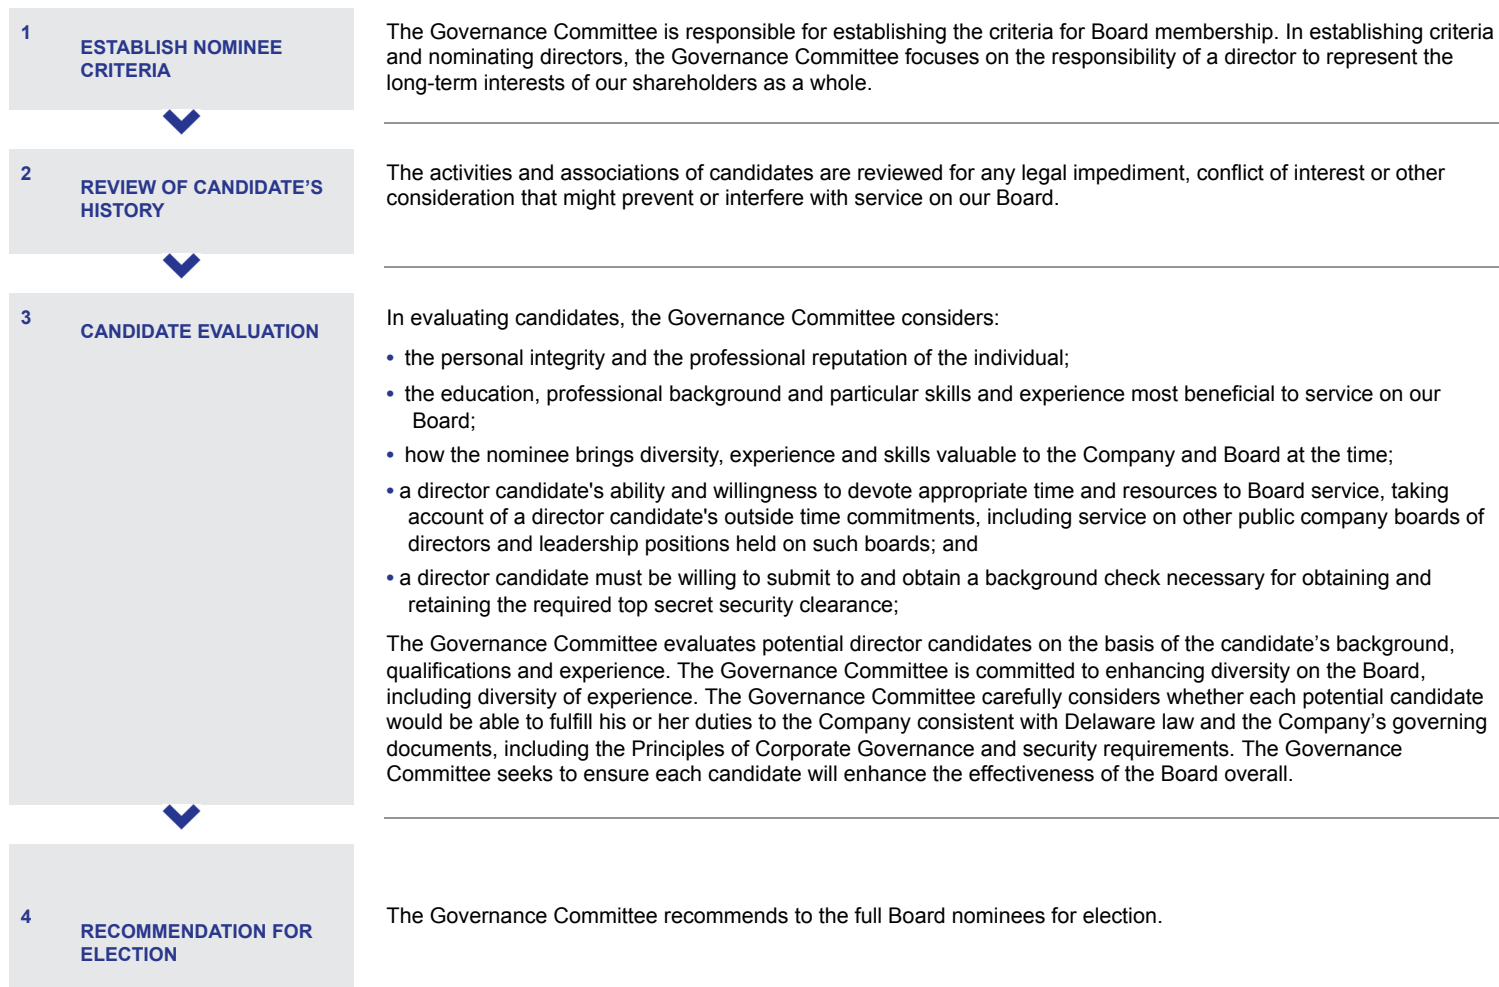 1
ESTABLISH NOMINEE
CRITERIA
The Governance Committee is responsible for establishing the criteria for Board membership. In establishing criteria
and nominating directors, the Governance Committee focuses on the responsibility of a director to represent the
long-term interests of our shareholders as a whole.
2
REVIEW OF CANDIDATE’S
HISTORY
The activities and associations of candidates are reviewed for any legal impediment, conflict of interest or other
consideration that might prevent or interfere with service on our Board.
3
CANDIDATE EVALUATION
In evaluating candidates, the Governance Committee considers:
• the personal integrity and the professional reputation of the individual;
• the education, professional background and particular skills and experience most beneficial to service on our
Board;
• how the nominee brings diversity, experience and skills valuable to the Company and Board at the time;
• a director candidate's ability and willingness to devote appropriate time and resources to Board service, taking
account of a director candidate's outside time commitments, including service on other public company boards of
directors and leadership positions held on such boards; and
• a director candidate must be willing to submit to and obtain a background check necessary for obtaining and
retaining the required top secret security clearance;
The Governance Committee evaluates potential director candidates on the basis of the candidate’s background,
qualifications and experience. The Governance Committee is committed to enhancing diversity on the Board,
including diversity of experience. The Governance Committee carefully considers whether each potential candidate
would be able to fulfill his or her duties to the Company consistent with Delaware law and the Company’s governing
documents, including the Principles of Corporate Governance and security requirements. The Governance
Committee seeks to ensure each candidate will enhance the effectiveness of the Board overall.
4
RECOMMENDATION FOR
ELECTION
The Governance Committee recommends to the full Board nominees for election.